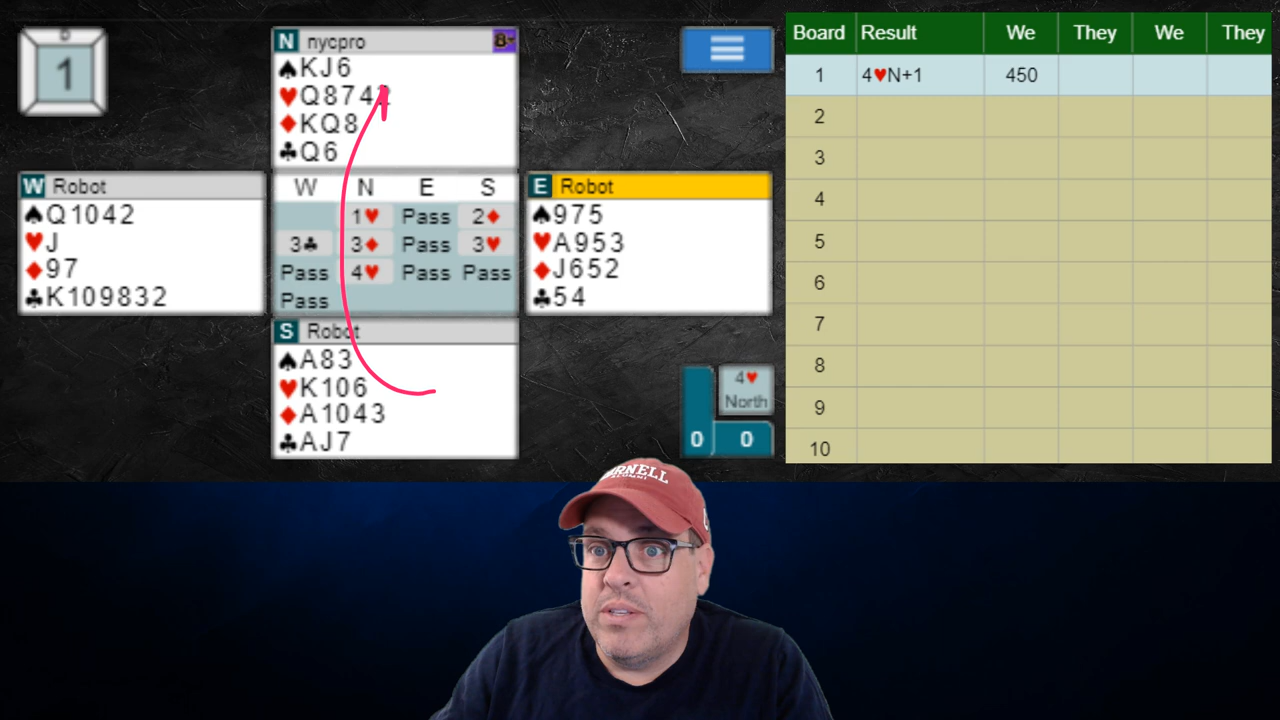 D
1
N nycpro 8
♠KJ6
♥Q8742
♦KQ8
♣Q6
Board Result We They We They
1 4♥N+1 450
2
3
4
5
6
7
8
9
10
W Robot
♠Q1042
♥J
♦97
♣K109832
W N E S
1♥ Pass 2♦
3♣ 3♦ Pass 3♥
Pass 4♥ Pass Pass
Pass
E Robot
♠975
♥A953
♦J652
♣54
S Robot
♠A83
♥K106
♦A1043
♣AJ7
4♥
North
0 0
CORNELL